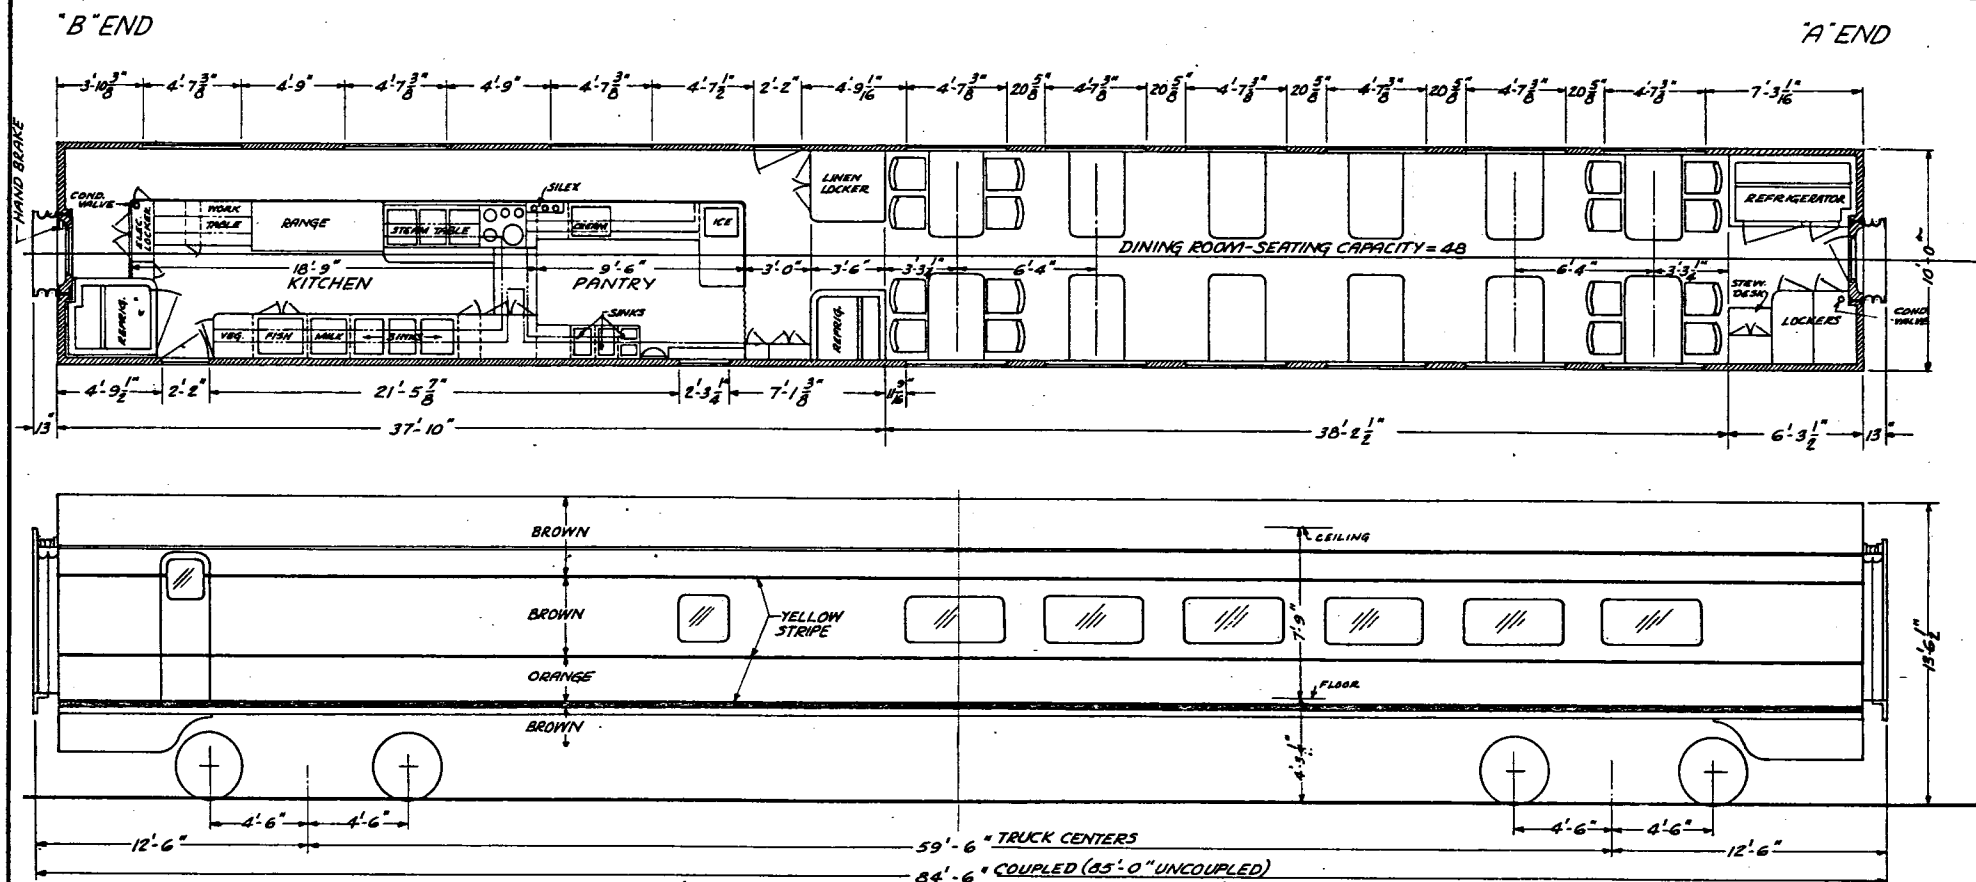 "B" END
"A" END
3'-10 3/8" 4'-7 3/8" 4'-9" 4'-7 3/8" 4'-9" 4'-7 3/8" 4'-7 1/2" 2'-2" 4'-9 1/16" 4'-7 3/8" 20 5/8" 4'-7 3/8" 20 5/8" 4'-7 3/8" 20 5/8" 4'-7 3/8" 20 5/8" 4'-7 3/8" 20 5/8" 4'-7 3/8" 7'-3 1/16"
HAND BRAKE
COND.
VALVE
ELEC.
LOCKER
WORK
TABLE
RANGE
STEAM TABLE
SILEX
CREAM
ICE
LINEN
LOCKER
REFRIGERATOR
DINING ROOM-SEATING CAPACITY = 48
18'-9" 9'-6" 3'-0" 3'-6" 3'-3 1/2" 6'-4" 6'-4" 3'-3 1/2"
10'-0"
KITCHEN
PANTRY
REFRIG.
VEG. FISH MILK SINKS
SINKS
REFRIG.
STEW.
DESK
LOCKERS
COND.
VALVE
4'-9 1/2" 2'-2" 21'-5 7/8" 2'-3 1/4" 7'-1 3/8" 11 9/16"
13" 37'-10" 38'-2 1/2" 6'-3 1/2" 13"
BROWN
CEILING
BROWN
YELLOW
STRIPE
7'-9"
13'-6 1/2"
ORANGE
FLOOR
BROWN
4'-3 1/4"
4'-6" 4'-6" 4'-6" 4'-6"
12'-6" 59'-6" TRUCK CENTERS 12'-6"
84'-6" COUPLED (85'-0" UNCOUPLED)